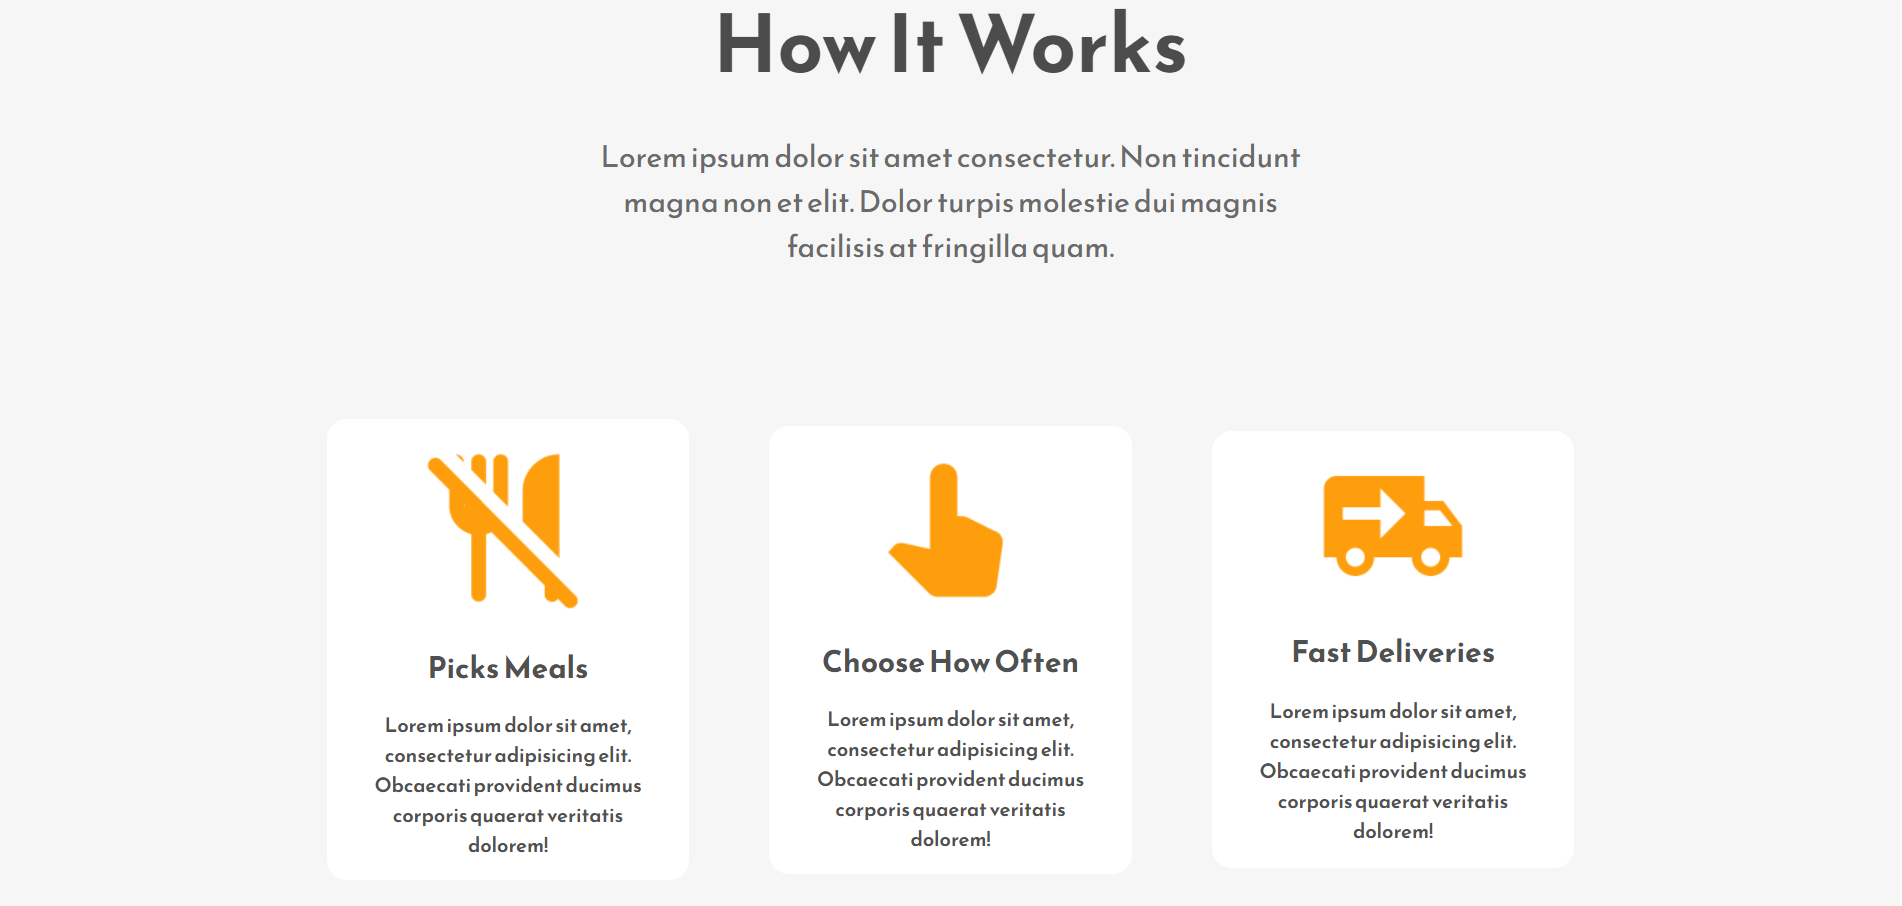 How It Works
Lorem ipsum dolor sit amet consectetur. Non tincidunt
magna non et elit. Dolor turpis molestie dui magnis
facilisis at fringilla quam.
Picks Meals
Lorem ipsum dolor sit amet,
consectetur adipisicing elit.
Obcaecati provident ducimus
corporis quaerat veritatis
dolorem!
Choose How Often
Lorem ipsum dolor sit amet,
consectetur adipisicing elit.
Obcaecati provident ducimus
corporis quaerat veritatis
dolorem!
Fast Deliveries
Lorem ipsum dolor sit amet,
consectetur adipisicing elit.
Obcaecati provident ducimus
corporis quaerat veritatis
dolorem!